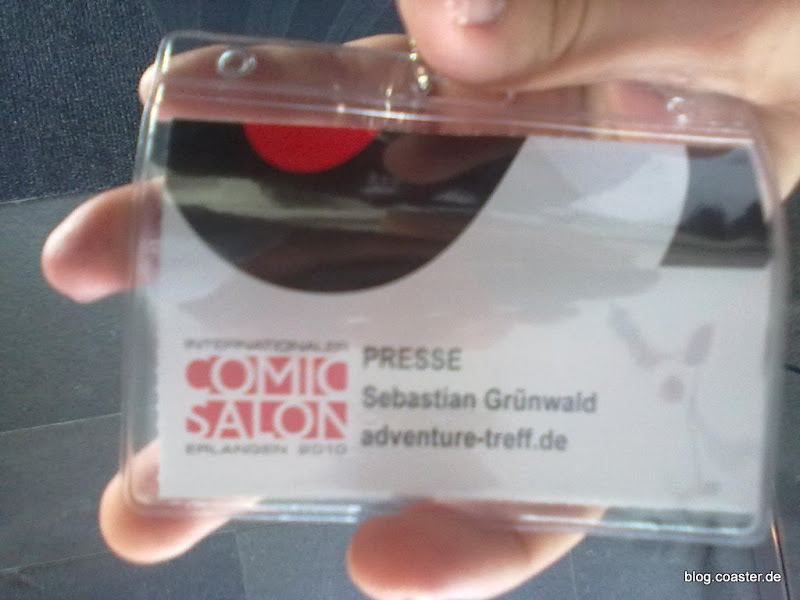 INTERNATIONALER
COMIC
SALON
ERLANGEN 2010
PRESSE
Sebastian Grünwald
adventure-treff.de
blog.coaster.de